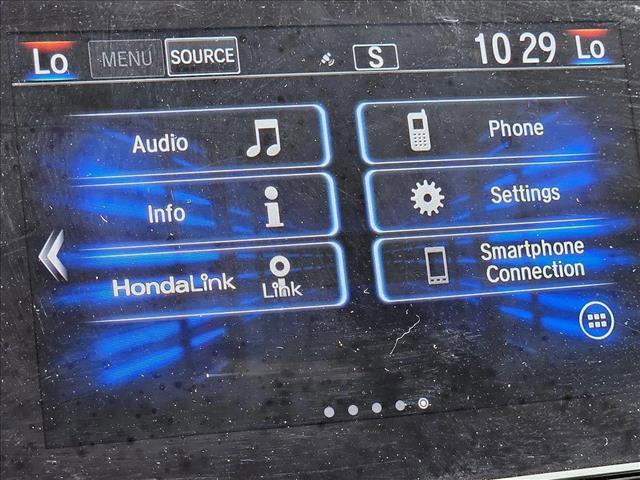 Lo MENU SOURCE S 10 29 Lo
Audio
Phone
Info
Settings
HondaLink
Link
Smartphone
Connection